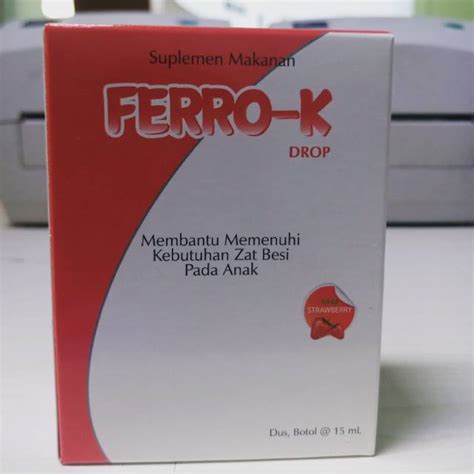 Suplemen Makanan
FERRO-K
DROP
Membantu Memenuhi
Kebutuhan Zat Besi
Pada Anak
STRAWBERRY
Dus, Botol @ 15 mL